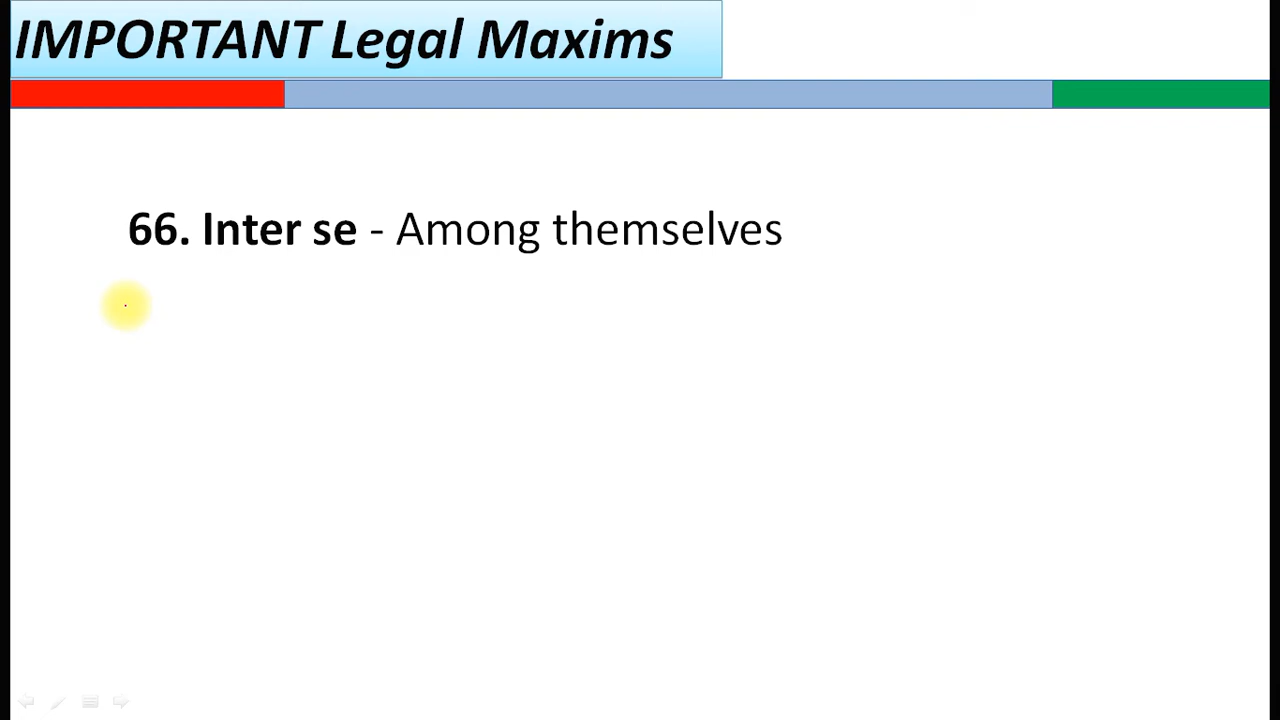 IMPORTANT Legal Maxims
66. Inter se - Among themselves